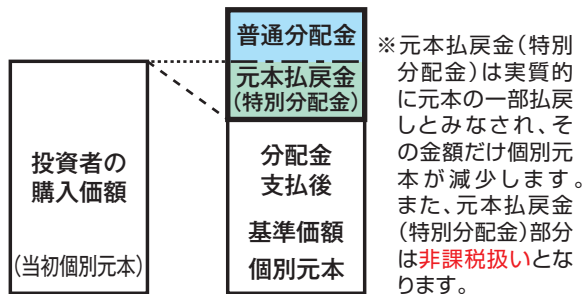 投資者の
購入価額
(当初個別元本)
普通分配金
元本払戻金
(特別分配金)
分配金
支払後
基準価額
個別元本
※元本払戻金(特別
分配金)は実質的
に元本の一部払戻
しとみなされ、そ
の金額だけ個別元
本が減少します。
また、元本払戻金
(特別分配金)部分
は非課税扱いとな
ります。